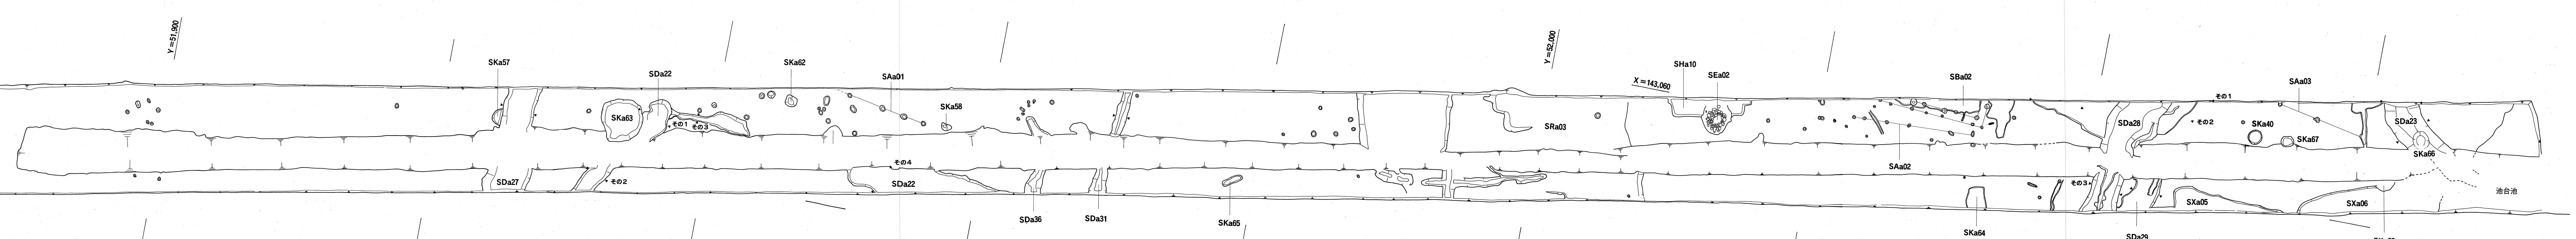 Y=51,900
SKa57
SDa22
SKa62
SAa01
SKa58
SKa63
その1
その3
Y=52,000
X=143,060
SHa10
SEa02
SBa02
SAa03
その1
SRa03
SDa28
その2
SKa40
SKa67
SDa23
SKa66
SAa02
SDa27
その2
その4
SDa22
SDa36
SDa31
SKa65
SKa64
その3
SDa29
SXa05
SXa06
池台池